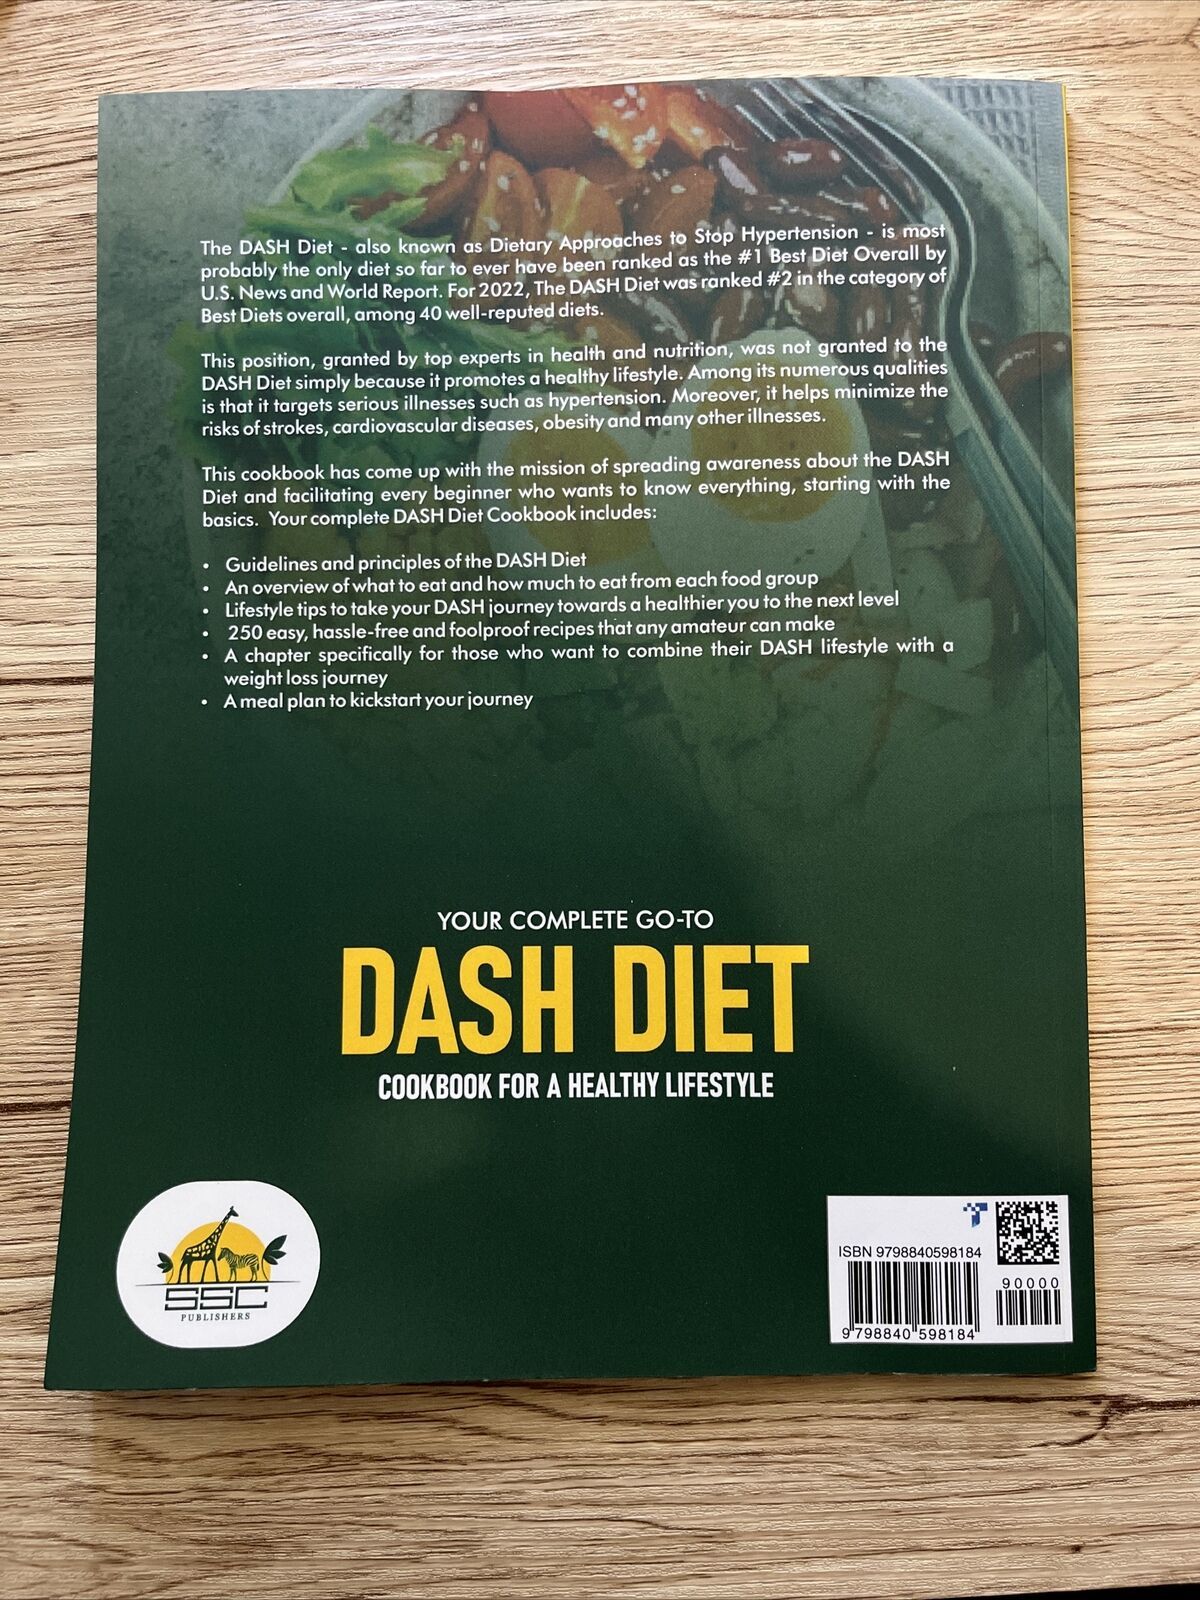 The DASH Diet - also known as Dietary Approaches to Stop Hypertension - is most
probably the only diet so far to ever have been ranked as the #1 Best Diet Overall by
U.S. News and World Report. For 2022, The DASH Diet was ranked #2 in the category of
Best Diets overall, among 40 well-reputed diets.
This position, granted by top experts in health and nutrition, was not granted to the
DASH Diet simply because it promotes a healthy lifestyle. Among its numerous qualities
is that it targets serious illnesses such as hypertension. Moreover, it helps minimize the
risks of strokes, cardiovascular diseases, obesity and many other illnesses.
This cookbook has come up with the mission of spreading awareness about the DASH
Diet and facilitating every beginner who wants to know everything, starting with the
basics. Your complete DASH Diet Cookbook includes:
• Guidelines and principles of the DASH Diet
• An overview of what to eat and how much to eat from each food group
• Lifestyle tips to take your DASH journey towards a healthier you to the next level
• 250 easy, hassle-free and foolproof recipes that any amateur can make
• A chapter specifically for those who want to combine their DASH lifestyle with a
weight loss journey
• A meal plan to kickstart your journey
YOUR COMPLETE GO-TO
DASH DIET
COOKBOOK FOR A HEALTHY LIFESTYLE
SSC
PUBLISHERS
ISBN 9798840598184
90000
9 798840 598184